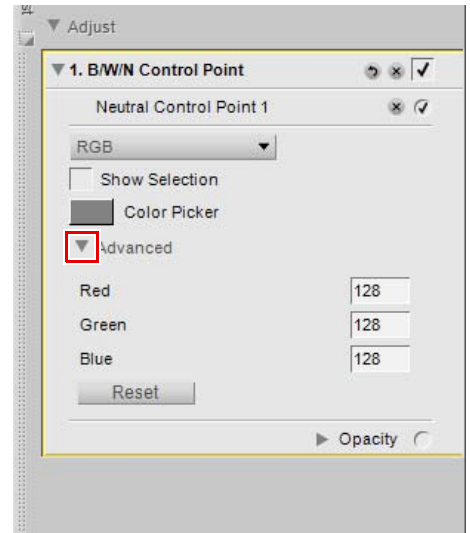 Adjust
1. B/W/N Control Point
Neutral Control Point 1
RGB
Show Selection
Color Picker
Advanced
Red 128
Green 128
Blue 128
Reset
Opacity